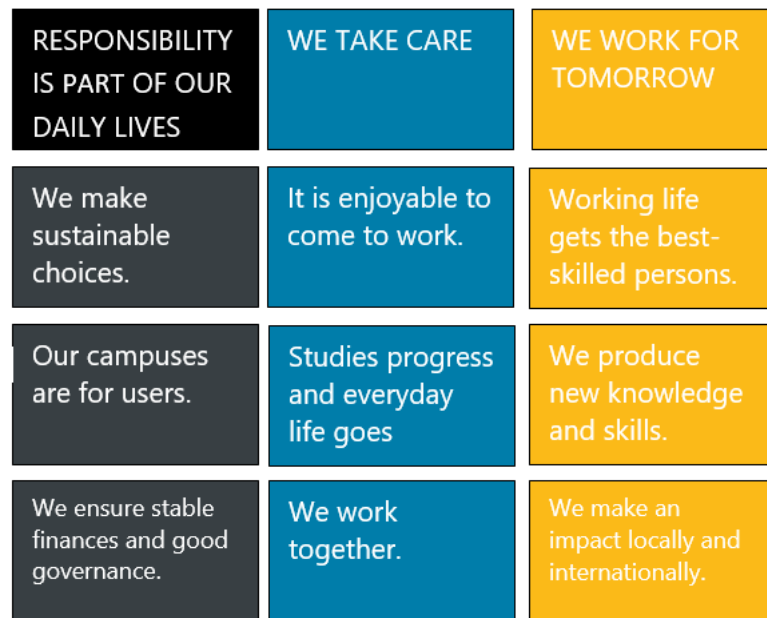 RESPONSIBILITY
IS PART OF OUR
DAILY LIVES
WE TAKE CARE
WE WORK FOR
TOMORROW
We make
sustainable
choices.
It is enjoyable to
come to work.
Working life
gets the best-
skilled persons.
Our campuses
are for users.
Studies progress
and everyday
life goes
We produce
new knowledge
and skills.
We ensure stable
finances and good
governance.
We work
together.
We make an
impact locally and
internationally.